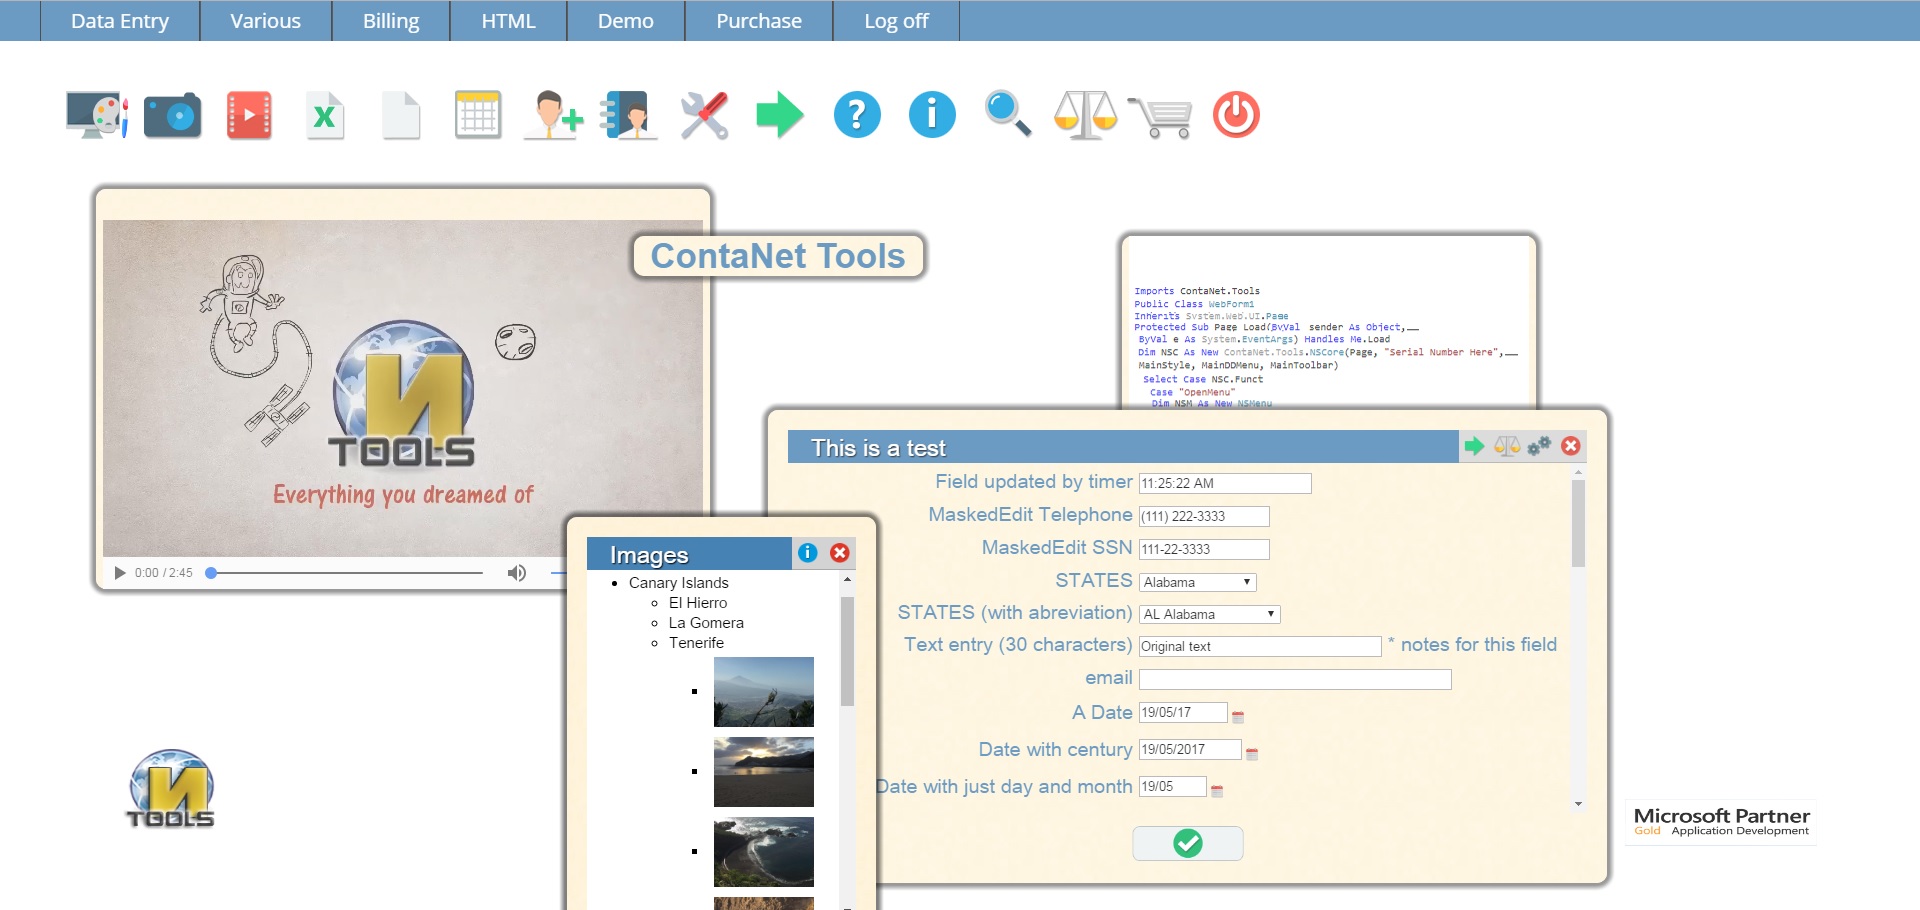 Data Entry
Various
Billing
HTML
Demo
Purchase
Log off
X
?
i
ContaNet Tools
TOOLS
Everything you dreamed of
0:00 / 2:45
Imports ContaNet.Tools
Public Class WebForm1
Inherits System.Web.UI.Page
Protected Sub Page Load(ByVal sender As Object,__
ByVal e As System.EventArgs) Handles Me.Load
Dim NSC As New ContaNet.Tools.NSCore(Page, "Serial Number Here",__
MainStyle, MainDDMenu, MainToolbar)
Select Case NSC.Funct
Case "OpenMenu"
Dim NSM As New NSMenu
This is a test
Field updated by timer 11:25:22 AM
MaskedEdit Telephone (111) 222-3333
MaskedEdit SSN 111-22-3333
STATES Alabama
STATES (with abreviation) AL Alabama
Text entry (30 characters) Original text * notes for this field
email
A Date 19/05/17
Date with century 19/05/2017
Date with just day and month 19/05
Images
i
Canary Islands
El Hierro
La Gomera
Tenerife
TOOLS
Microsoft Partner
Gold Application Development